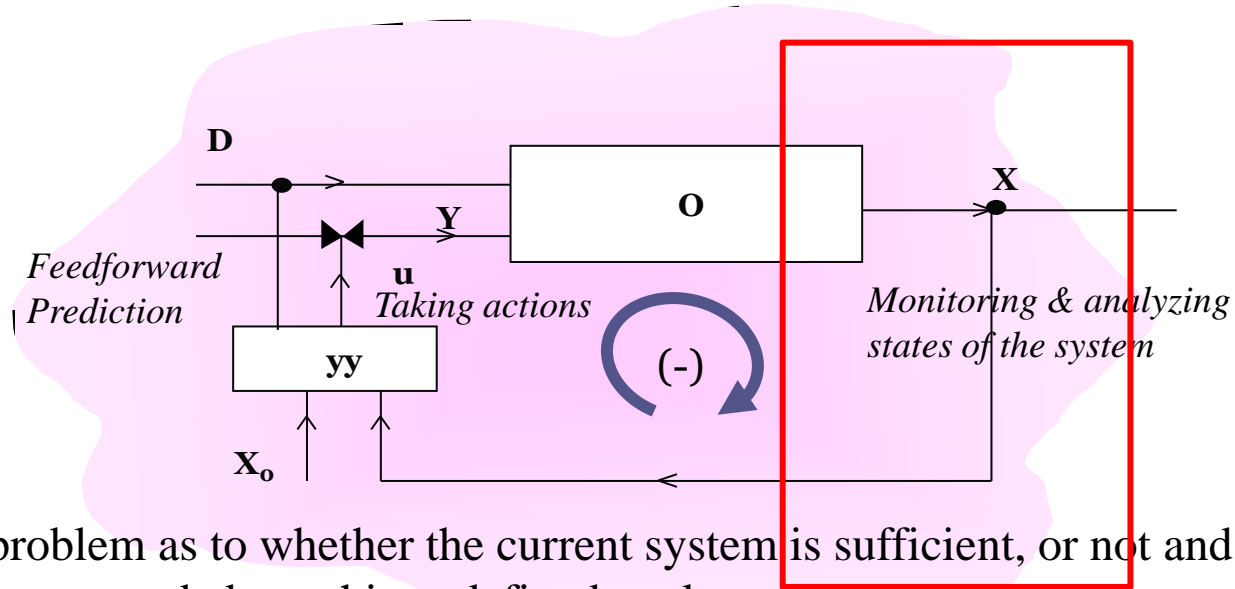 D
X
Y
O
Feedforward
Prediction
u
Taking actions
Monitoring & analyzing
states of the system
yy
(-)
Xₒ
problem as to whether the current system is sufficient, or not and